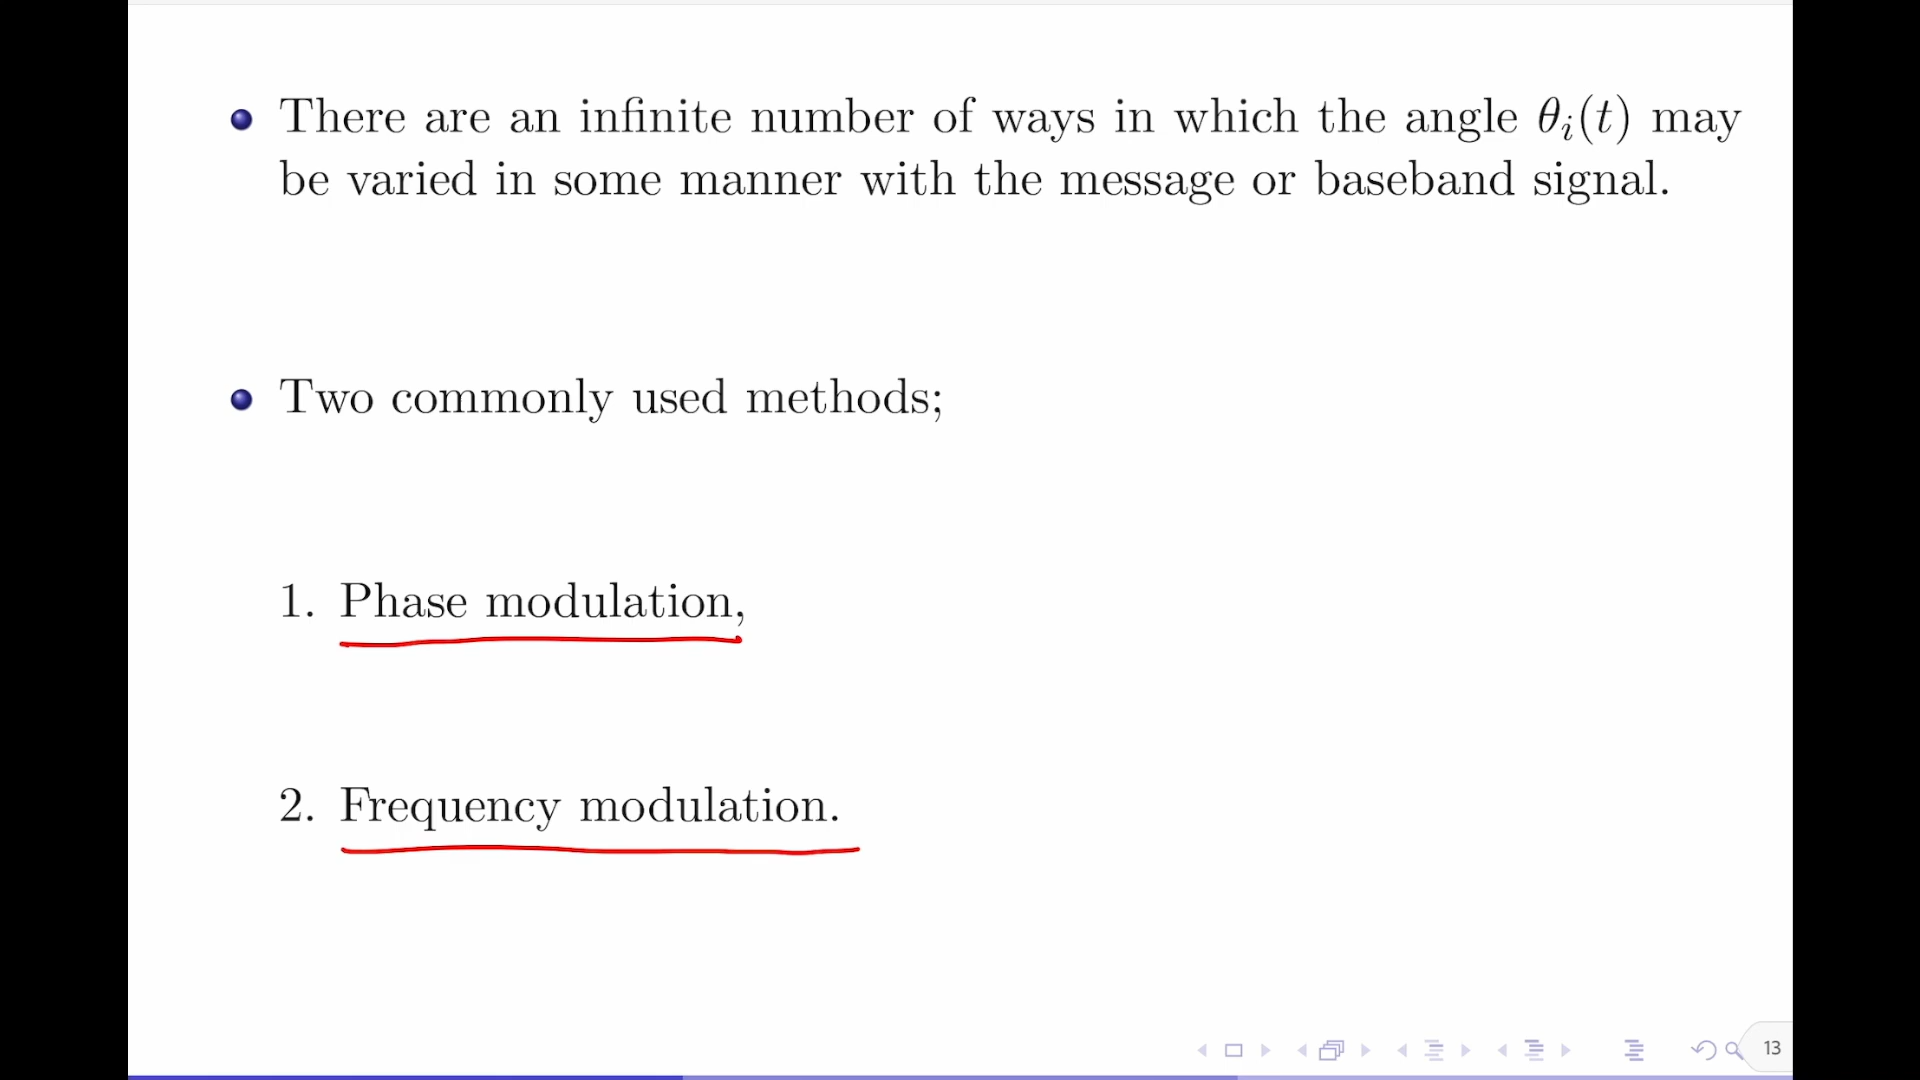 There are an infinite number of ways in which the angle θᵢ(t) may
be varied in some manner with the message or baseband signal.
Two commonly used methods;
1. Phase modulation,
2. Frequency modulation.
13